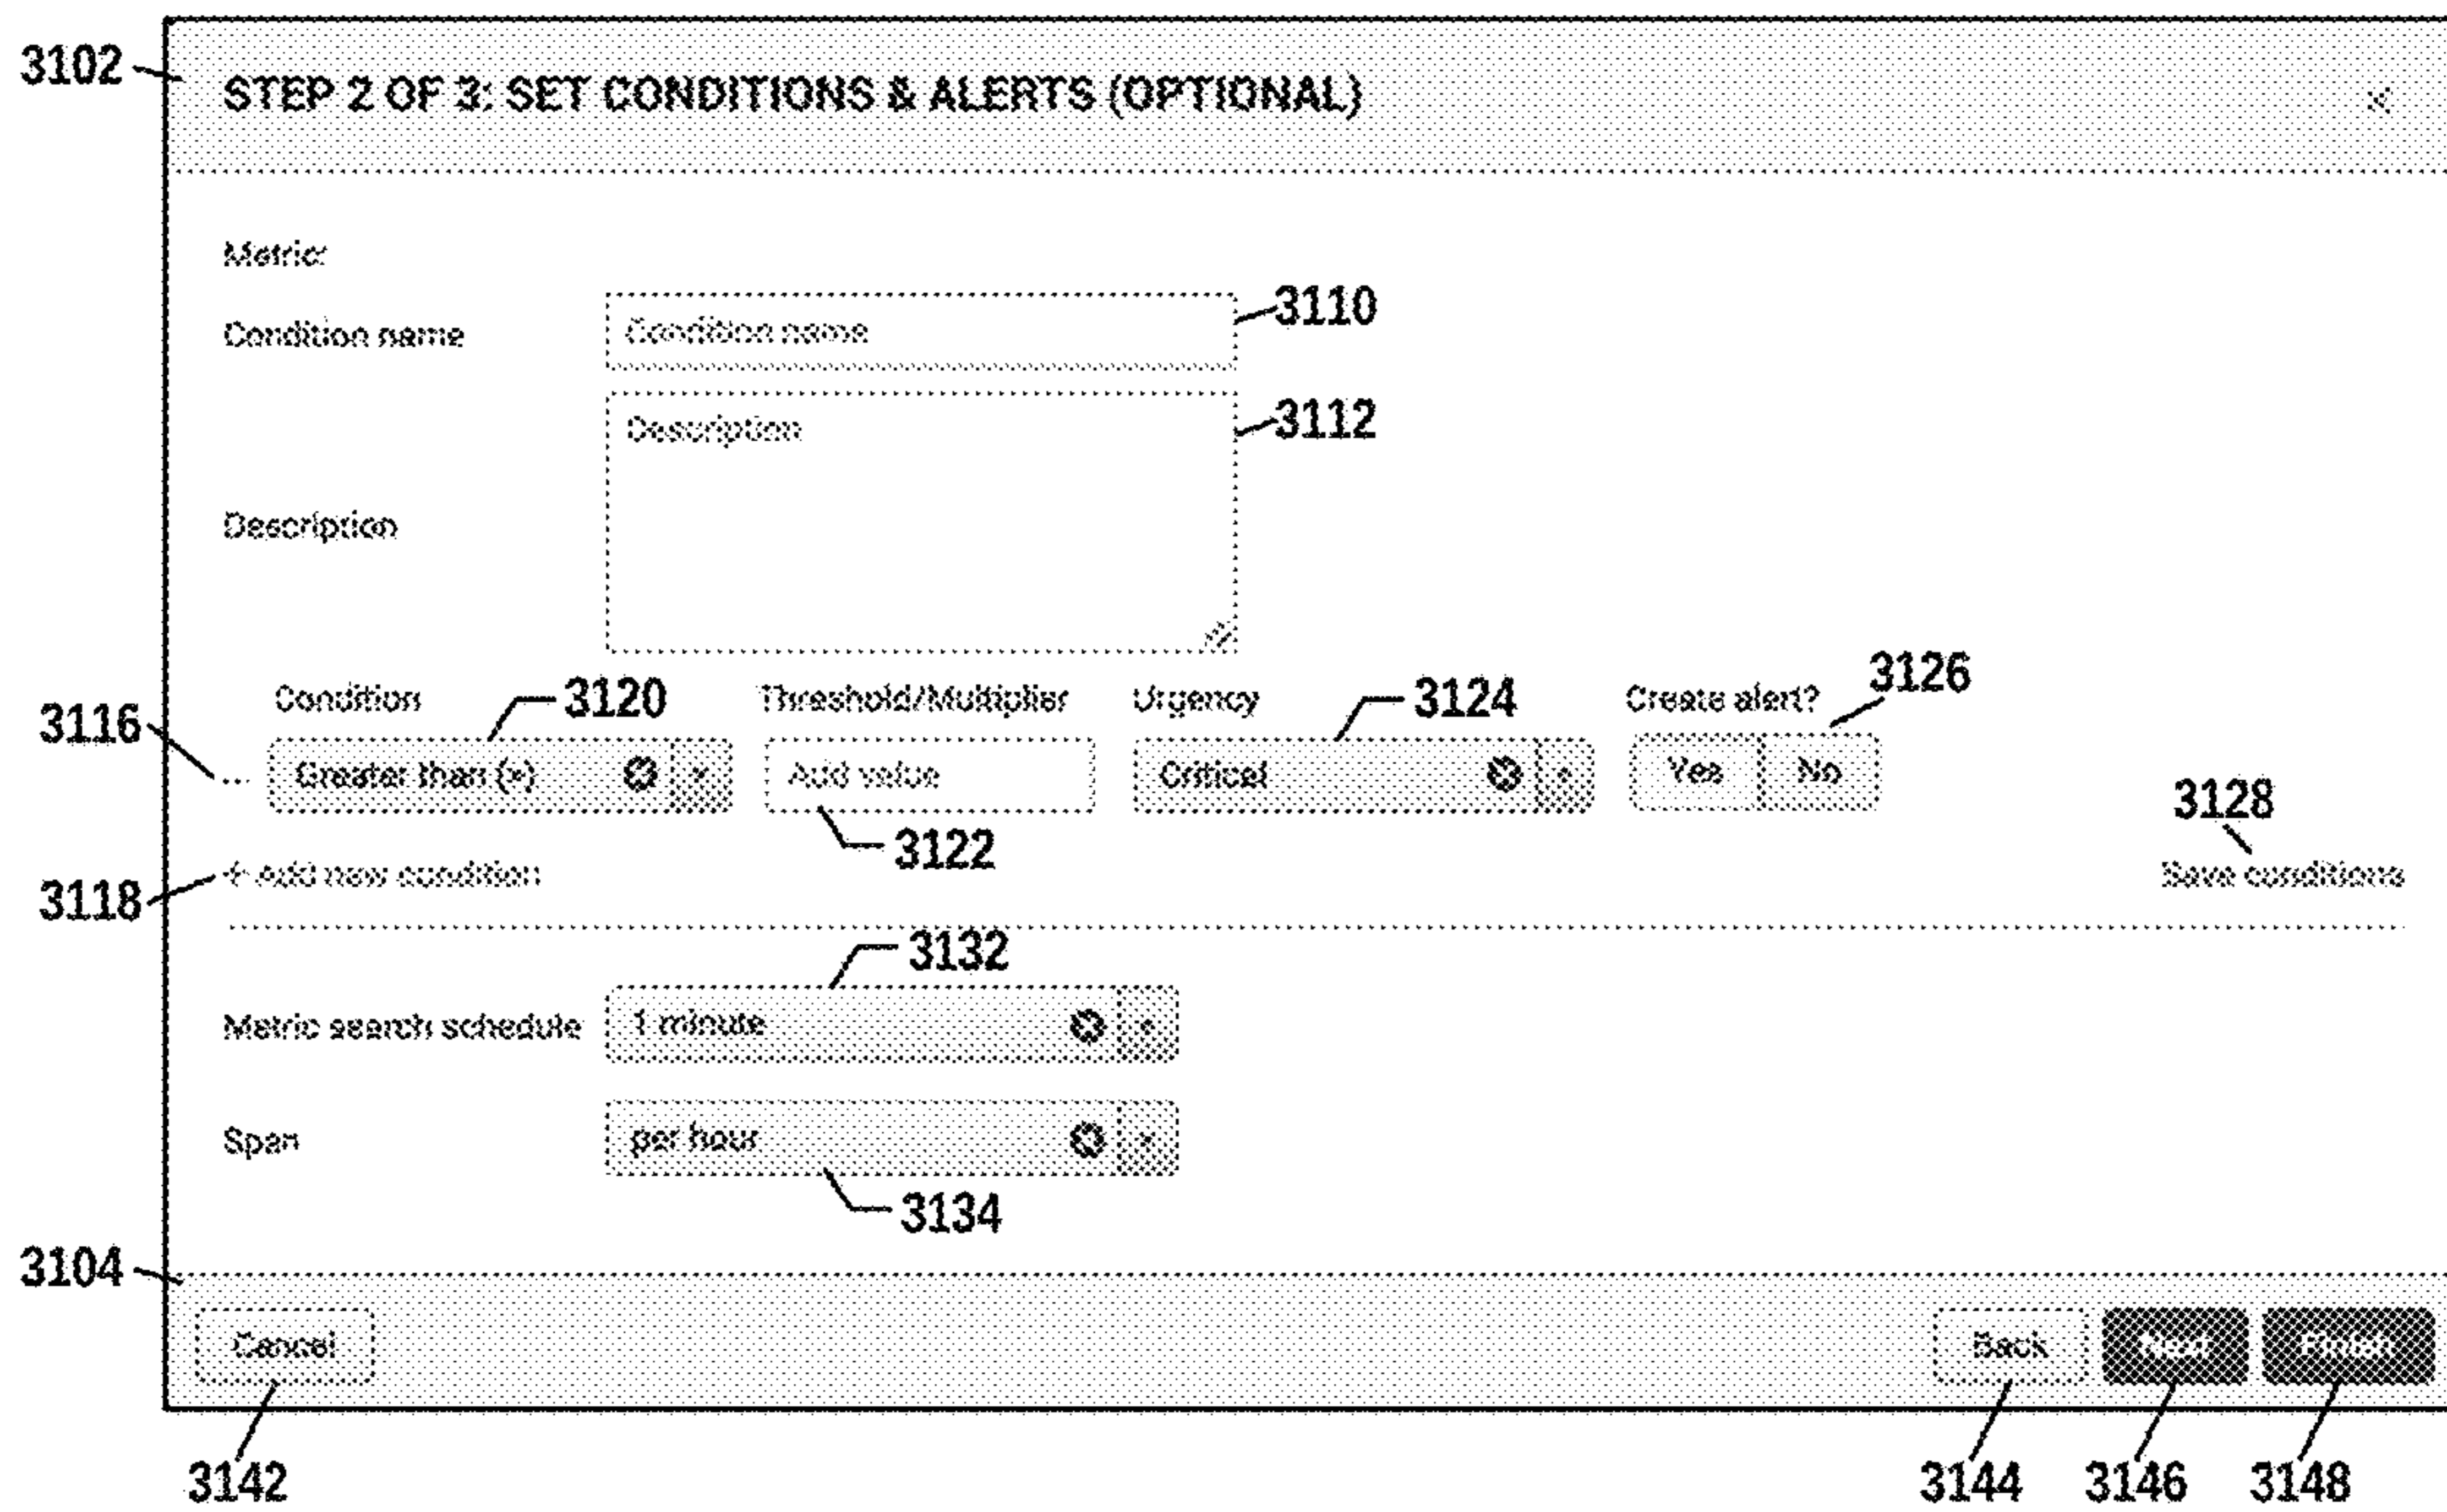 3102
STEP 2 OF 3: SET CONDITIONS & ALERTS (OPTIONAL)
×
Metric:
Condition name Condition name 3110
Description 3112
Description
Condition 3120 Threshold/Multiplier Urgency 3124 Create alert? 3126
3116 ... Greater than (>) Add value Critical Yes No
3122 3128
3118 + Add new condition Save conditions
3132
Metric search schedule 1 minute
Span per hour
3134
3104
Cancel Back Next Finish
3142 3144 3146 3148